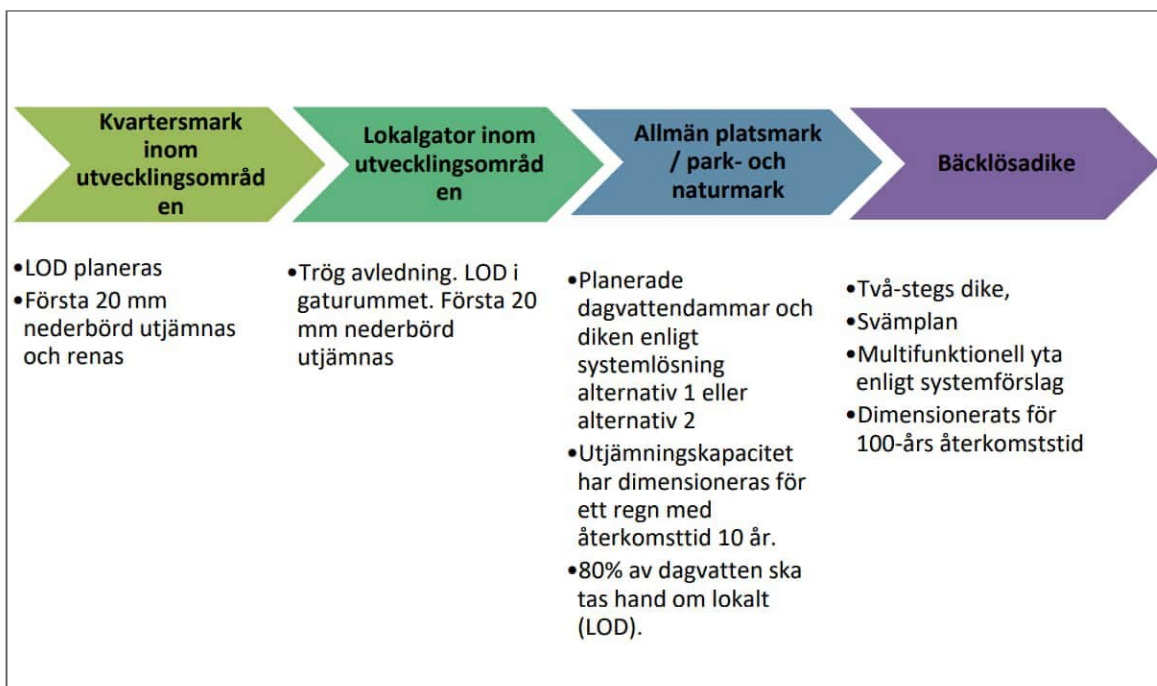 Kvartersmark
inom
utvecklingsområd
en
•LOD planeras
•Första 20 mm
nederbörd utjämnas
och renas
Lokalgator inom
utvecklingsområd
en
•Trög avledning. LOD i
gaturummet. Första 20
mm nederbörd
utjämnas
Allmän platsmark
/ park- och
naturmark
•Planerade
dagvattendammar och
diken enligt
systemlösning
alternativ 1 eller
alternativ 2
•Utjämningskapacitet
har dimensioneras för
ett regn med
återkomsttid 10 år.
•80% av dagvatten ska
tas hand om lokalt
(LOD).
Bäcklösadike
•Två-stegs dike,
•Svämplan
•Multifunktionell yta
enligt systemförslag
•Dimensionerats för
100-års återkomststid